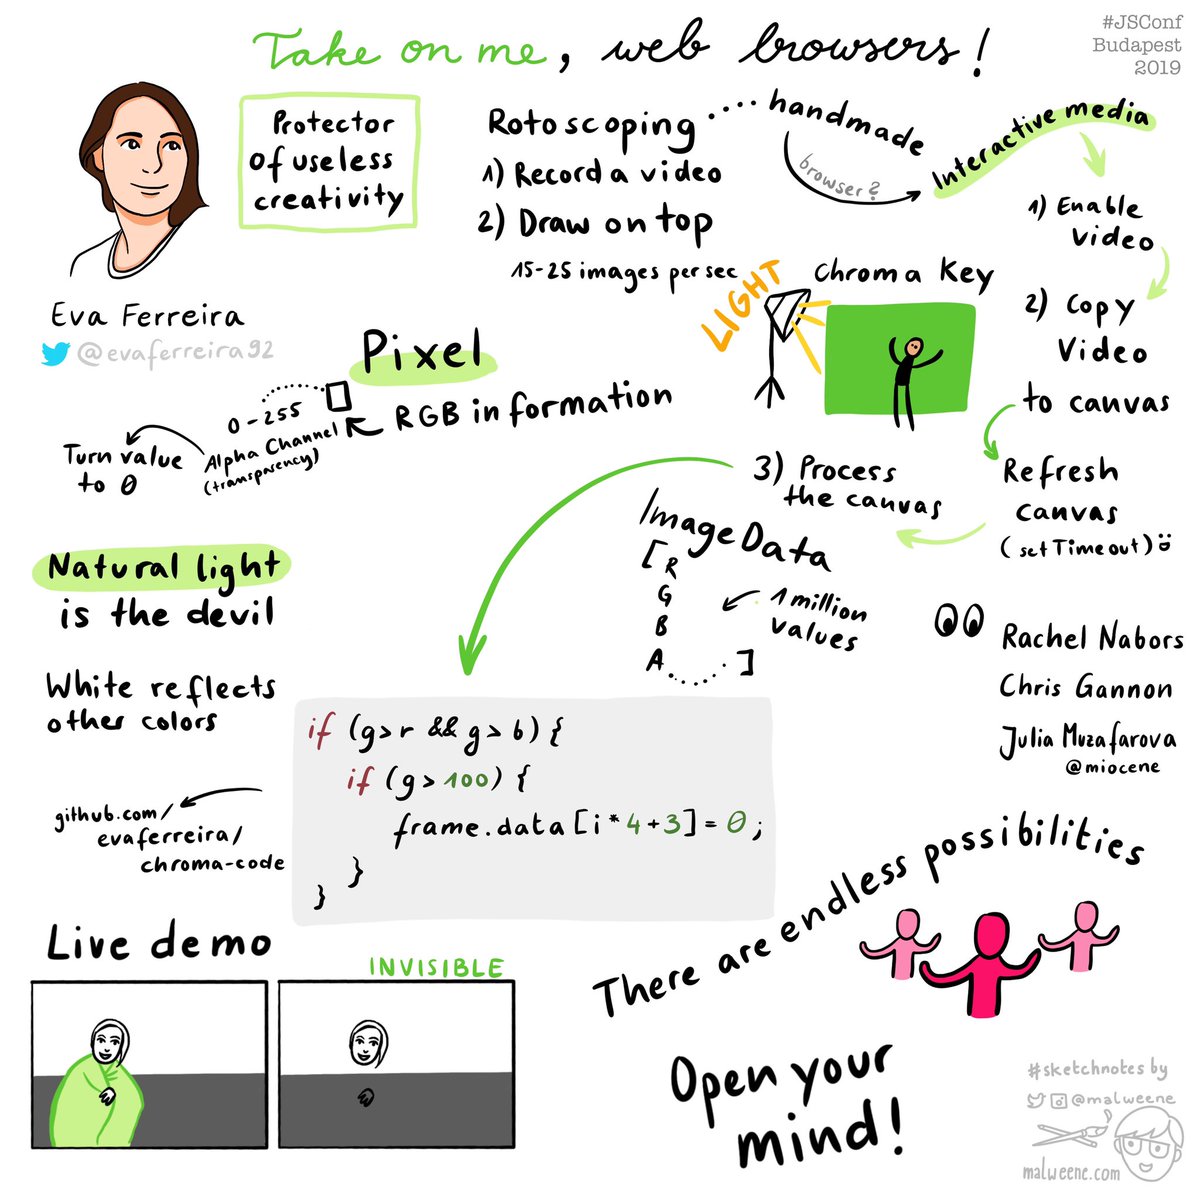 Take on me, web browsers!
#JSConf
Budapest
2019
Protector
of useless
creativity
Eva Ferreira
@evaferreira92
Rotoscoping
1) Record a video
2) Draw on top
15-25 images per sec
handmade
browser?
Interactive media
1) Enable
video
2) Copy
Video
to canvas
Refresh
canvas
(setTimeout)
LIGHT
Chroma Key
3) Process
the canvas
Pixel
RGB information
0-255
Alpha Channel
(transparency)
Turn value
to 0
ImageData
[R
G
B
A......]
1 million
values
Natural light
is the devil
White reflects
other colors
github.com/
evaferreira/
chroma-code
if (g>r && g>b) {
if (g>100) {
frame.data[i*4+3]=0;
}
}
Rachel Nabors
Chris Gannon
Julia Muzafarova
@miocene
Live demo
INVISIBLE
There are endless possibilities
Open your
mind!
#sketchnotes by
@malweene
malweene.com